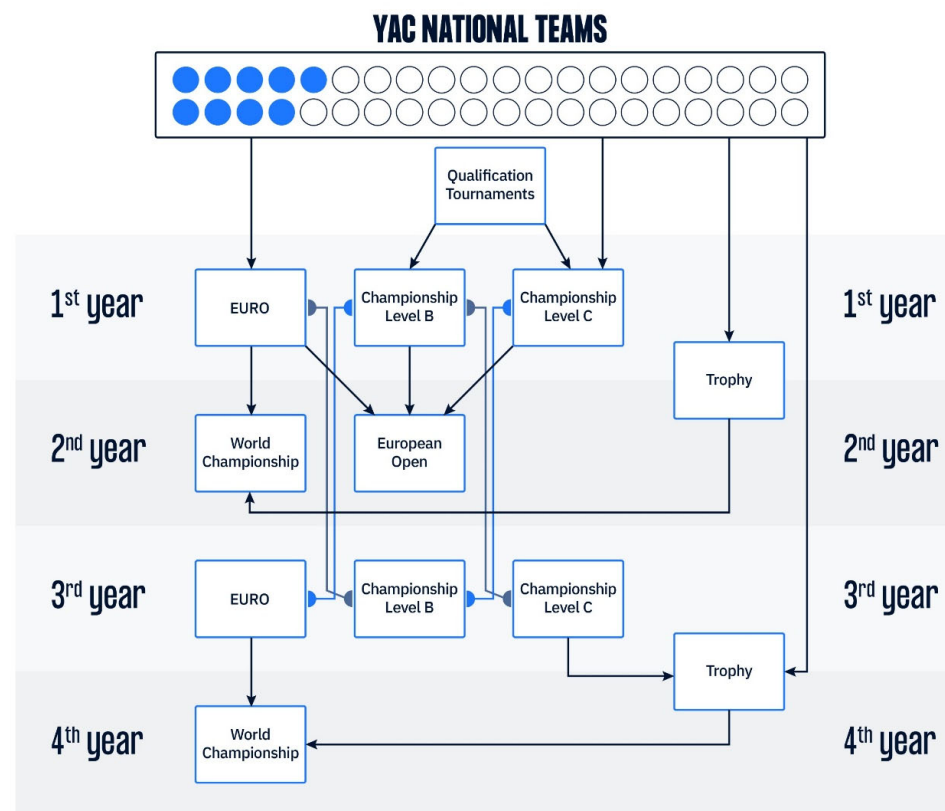 YAC NATIONAL TEAMS
Qualification
Tournaments
1st year
EURO
Championship
Level B
Championship
Level C
1st year
Trophy
2nd year
World
Championship
European
Open
2nd year
3rd year
EURO
Championship
Level B
Championship
Level C
3rd year
Trophy
4th year
World
Championship
4th year